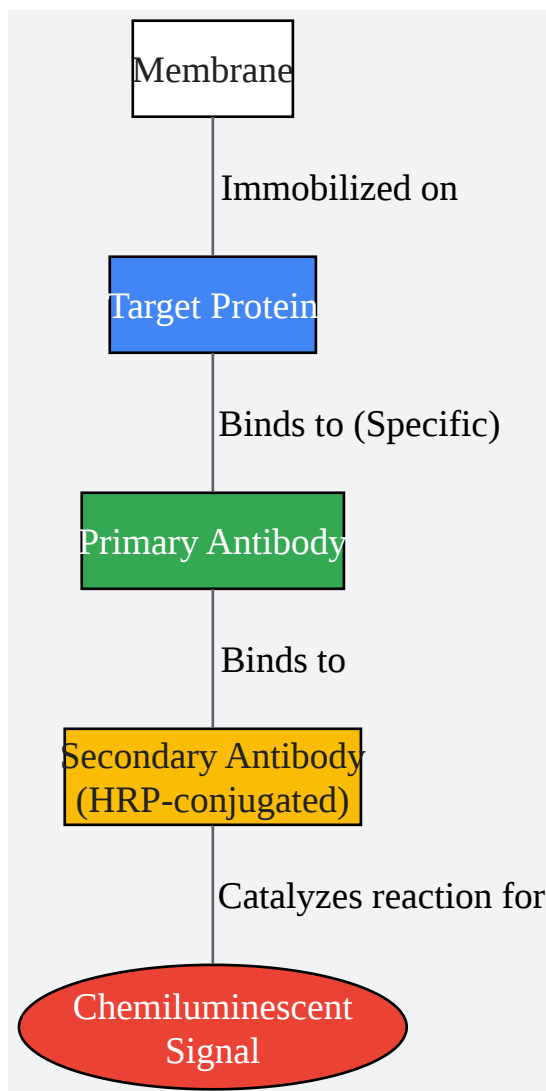 Membrane
Immobilized on
Target Protein
Binds to (Specific)
Primary Antibody
Binds to
Secondary Antibody
(HRP-conjugated)
Catalyzes reaction for
Chemiluminescent
Signal